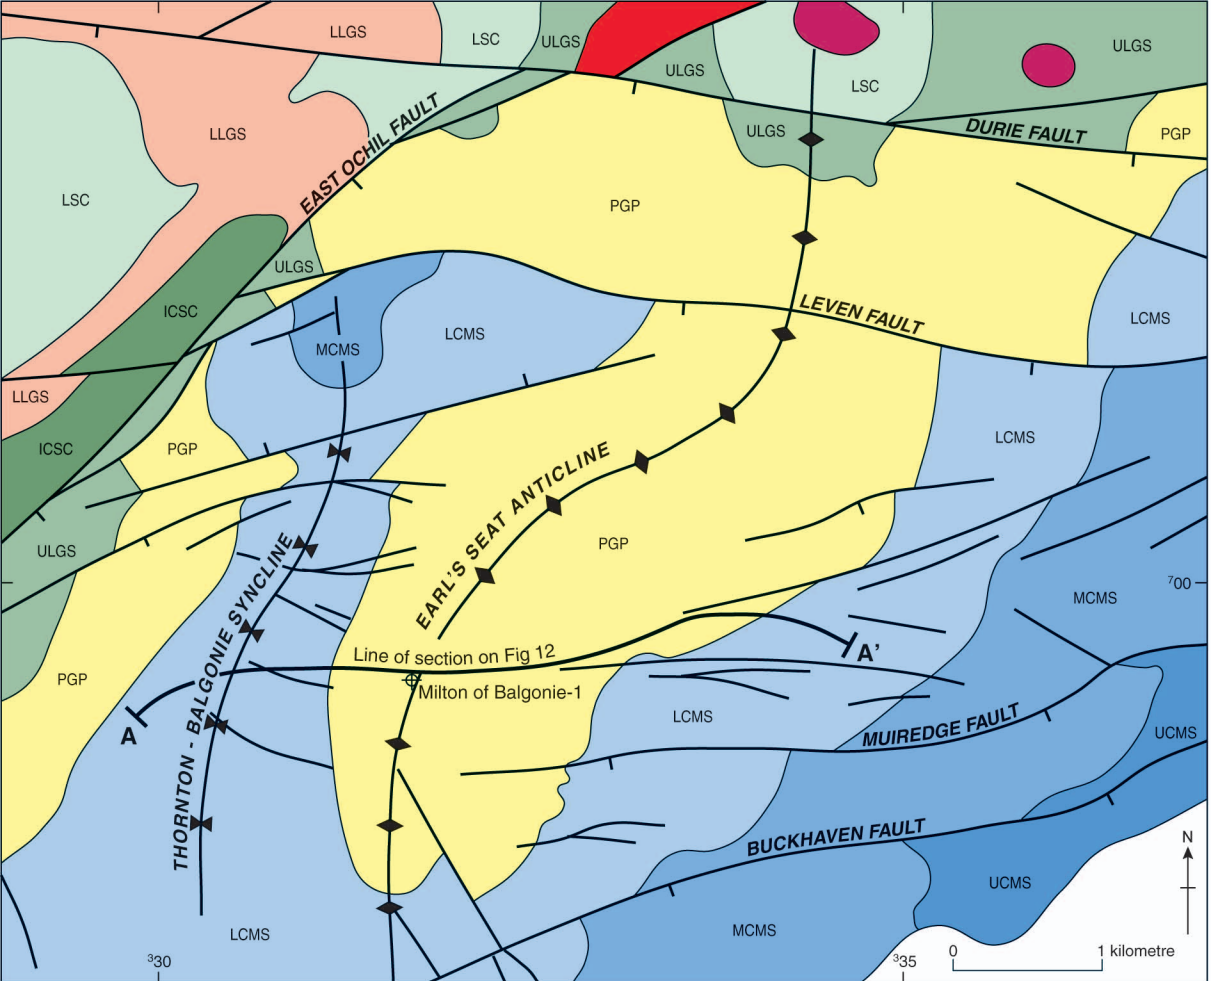 LLGS
LSC
ULGS
ULGS
LSC
ULGS
LLGS
EAST OCHIL FAULT
ULGS
DURIE FAULT
PGP
LSC
PGP
ULGS
ICSC
LEVEN FAULT
LCMS
LCMS
MCMS
LLGS
ICSC
PGP
LCMS
EARL'S SEAT ANTICLINE
ULGS
PGP
⁷00
MCMS
THORNTON - BALGONIE SYNCLINE
Line of section on Fig 12
A'
PGP
Milton of Balgonie-1
A
LCMS
MUIREDGE FAULT
UCMS
BUCKHAVEN FAULT
N
UCMS
LCMS
MCMS
0 1 kilometre
³30
³35